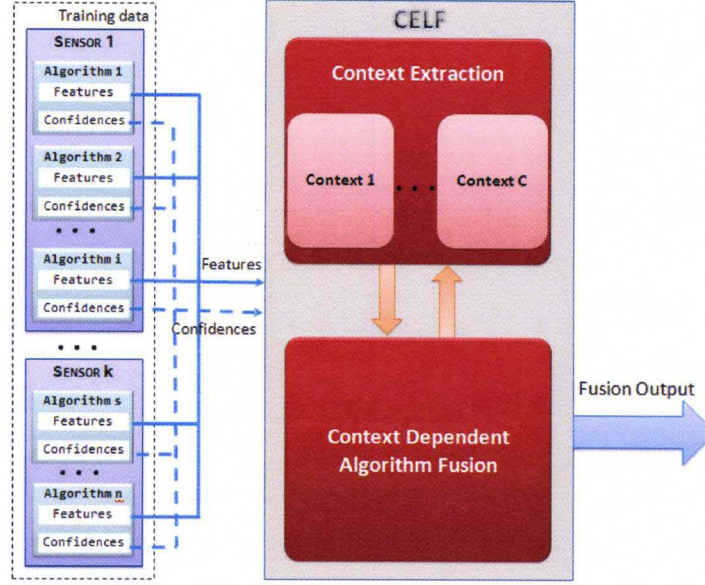 Training data
SENSOR 1
Algorithm 1
Features
Confidences
Algorithm 2
Features
Confidences
• • •
Algorithm i
Features
Confidences
• • •
SENSOR k
Algorithm s
Features
Confidences
• • •
Algorithm n
Features
Confidences
Features
Confidences
CELF
Context Extraction
Context 1
• • •
Context C
Context Dependent
Algorithm Fusion
Fusion Output